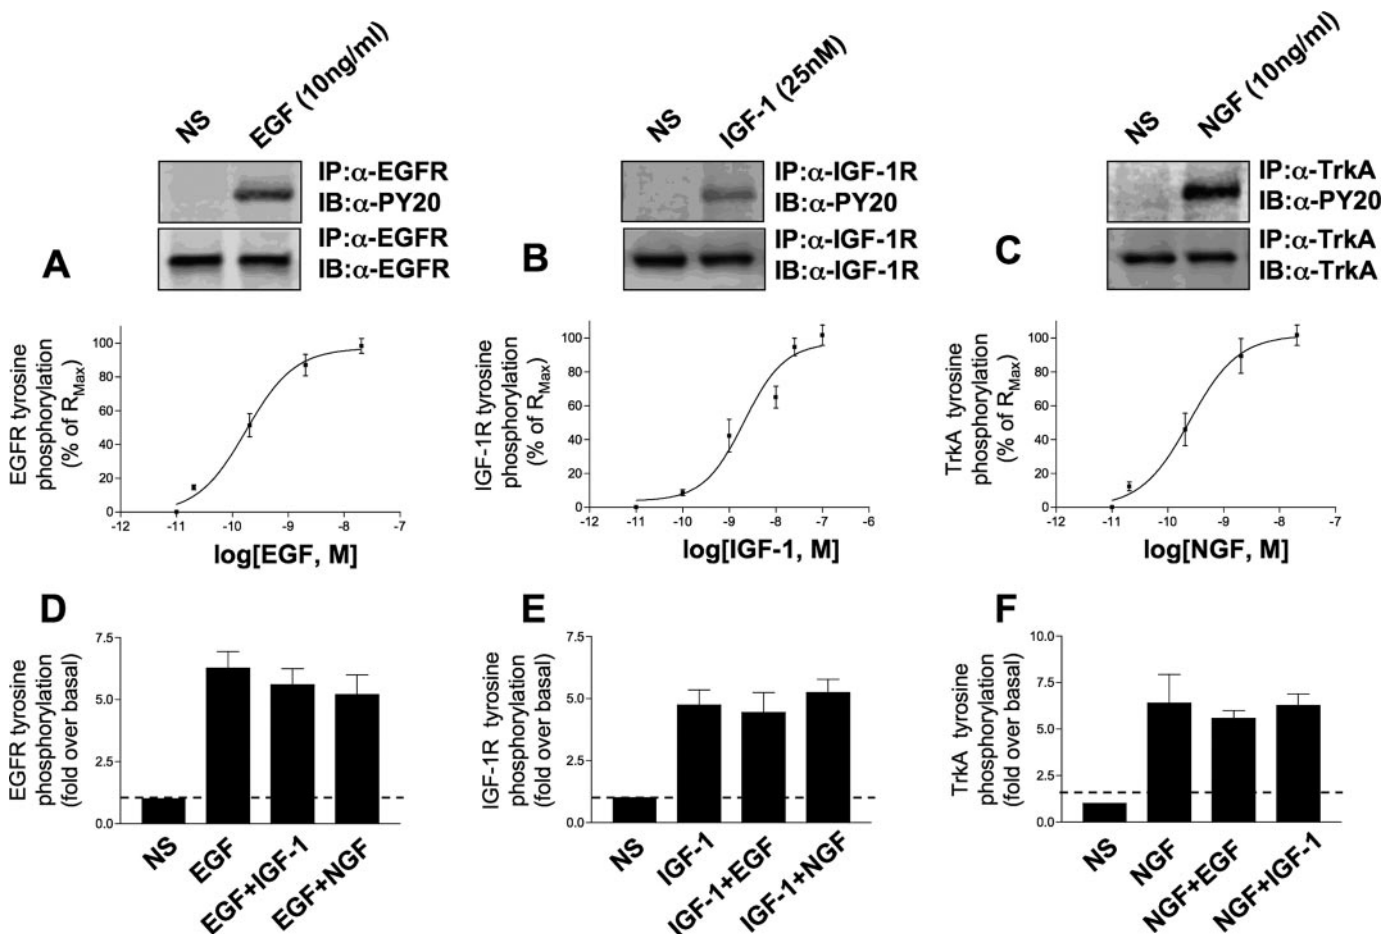 NS
EGF (10ng/ml)
IP:α-EGFR
IB:α-PY20
IP:α-EGFR
IB:α-EGFR
A
EGFR tyrosine
phosphorylation
(% of RMax)
100
80
60
40
20
0
-12
-11
-10
-9
-8
-7
log[EGF, M]
NS
IGF-1 (25nM)
IP:α-IGF-1R
IB:α-PY20
IP:α-IGF-1R
IB:α-IGF-1R
B
IGF-1R tyrosine
phosphorylation
(% of RMax)
100
80
60
40
20
0
-12
-11
-10
-9
-8
-7
-6
log[IGF-1, M]
NS
NGF (10ng/ml)
IP:α-TrkA
IB:α-PY20
IP:α-TrkA
IB:α-TrkA
C
TrkA tyrosine
phosphorylation
(% of RMax)
100
80
60
40
20
0
-12
-11
-10
-9
-8
-7
log[NGF, M]
D
EGFR tyrosine
phosphorylation
(fold over basal)
7.5
5.0
2.5
0.0
NS
EGF
EGF+IGF-1
EGF+NGF
E
IGF-1R tyrosine
phosphorylation
(fold over basal)
7.5
5.0
2.5
0.0
NS
IGF-1
IGF-1+EGF
IGF-1+NGF
F
TrkA tyrosine
phosphorylation
(fold over basal)
10.0
7.5
5.0
2.5
0.0
NS
NGF
NGF+EGF
NGF+IGF-1